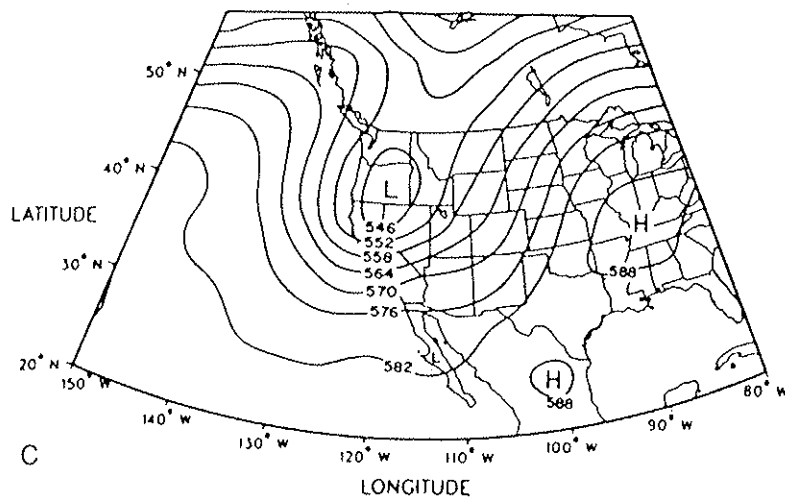 50° N
40° N
LATITUDE
30° N
20° N
L
546
552
558
564
570
576
582
H
588
H
588
150° W
140° W
130° W
120° W
110° W
100° W
90° W
80° W
C
LONGITUDE